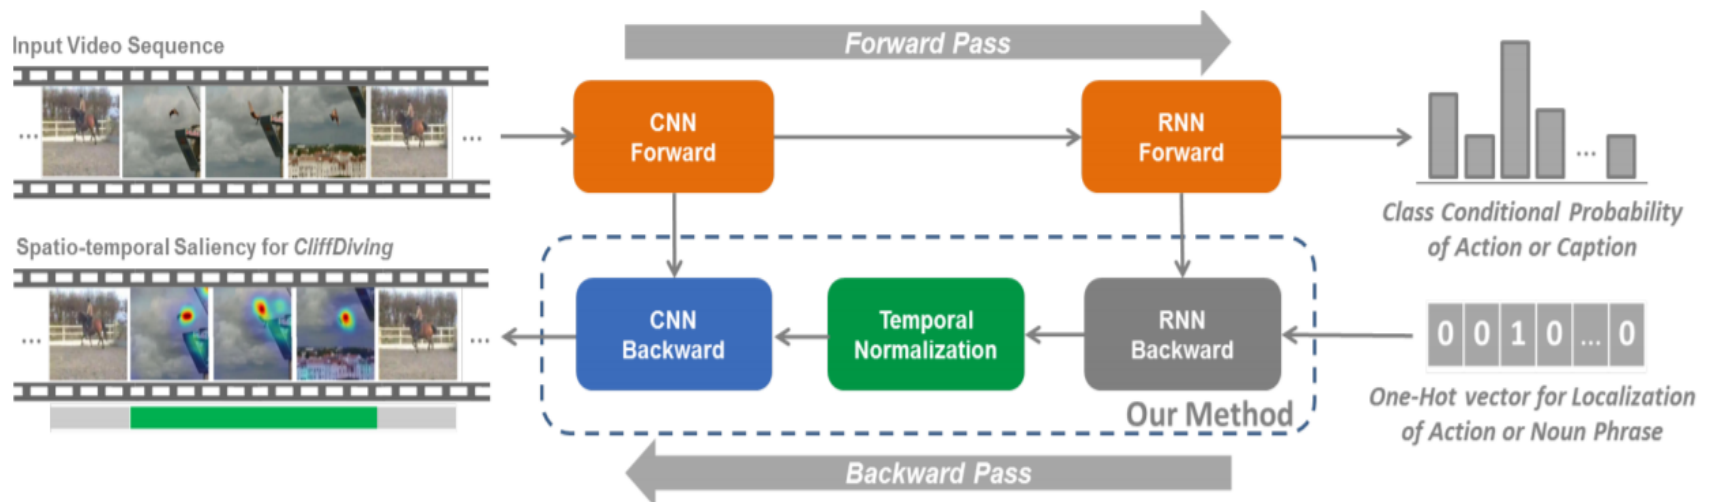 Input Video Sequence
Forward Pass
...
...
CNN
Forward
RNN
Forward
...
Class Conditional Probability
of Action or Caption
Spatio-temporal Saliency for CliffDiving
...
...
CNN
Backward
Temporal
Normalization
RNN
Backward
Our Method
0 0 1 0 ... 0
One-Hot vector for Localization
of Action or Noun Phrase
Backward Pass